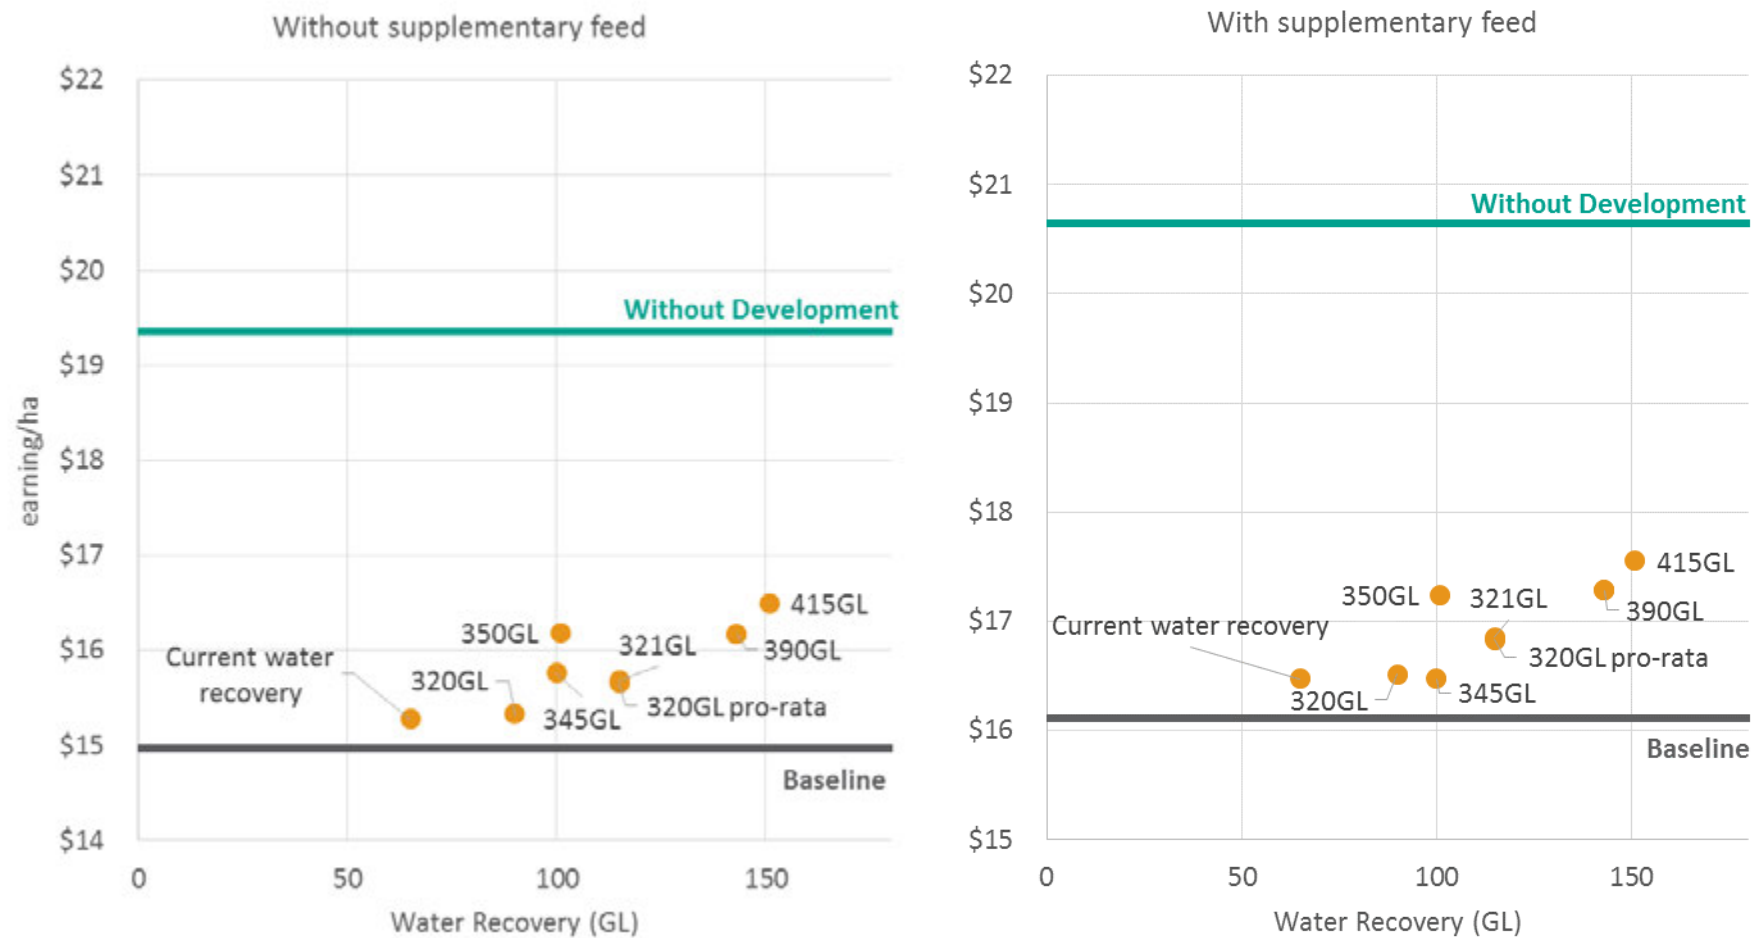 Without supplementary feed
$22
$21
$20
$19
$18
$17
$16
$15
$14
earning/ha
Without Development
415GL
350GL
321GL
390GL
Current water
recovery
320GL
345GL
320GL pro-rata
Baseline
0
50
100
150
Water Recovery (GL)
With supplementary feed
$22
$21
$20
$19
$18
$17
$16
$15
Without Development
415GL
350GL
321GL
390GL
Current water recovery
320GL pro-rata
320GL
345GL
Baseline
0
50
100
150
Water Recovery (GL)